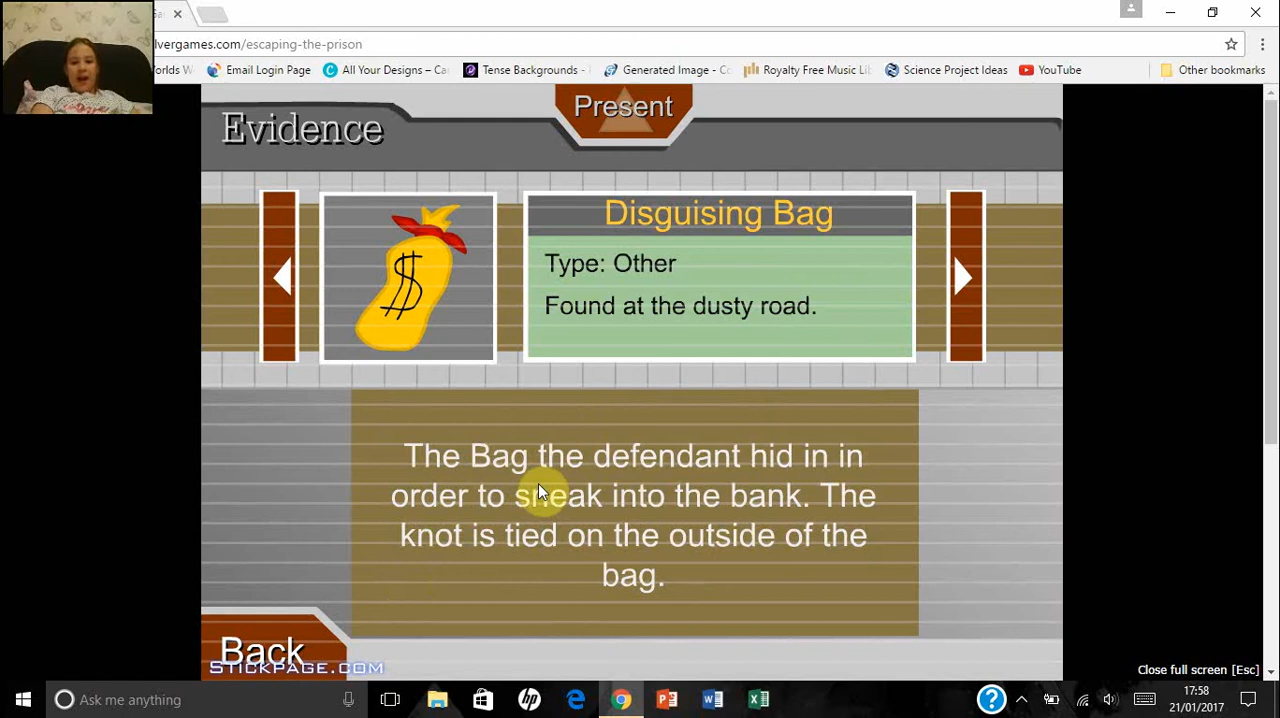 lvergames.com/escaping-the-prison
orlds W
Email Login Page
All Your Designs – Ca
Tense Backgrounds -
Generated Image - Co
Royalty Free Music Lib
Science Project Ideas
YouTube
Other bookmarks
Present
Evidence
Disguising Bag
Type: Other
Found at the dusty road.
The Bag the defendant hid in in
order to sneak into the bank. The
knot is tied on the outside of the
bag.
Back
STICKPAGE.COM
Close full screen [Esc]
Ask me anything
17:58
21/01/2017